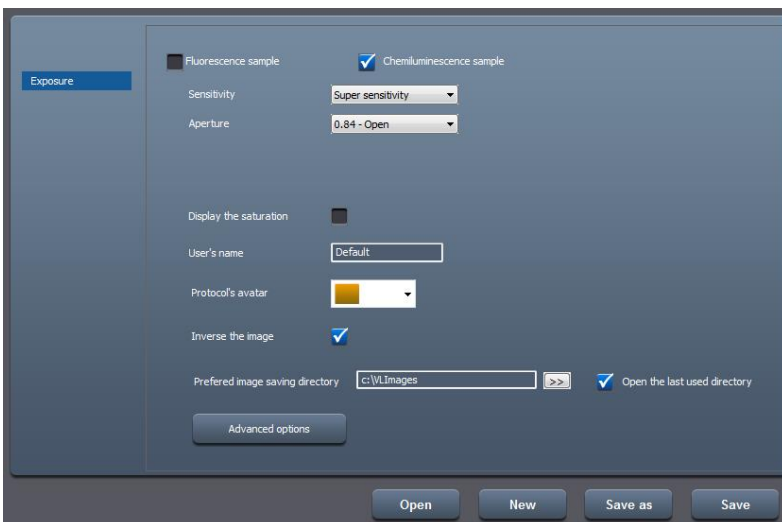 Exposure
Fluorescence sample
Chemiluminescence sample
Sensitivity
Super sensitivity
Aperture
0.84 - Open
Display the saturation
User's name
Default
Protocol's avatar
Inverse the image
Prefered image saving directory
c:\VLImages
>>
Open the last used directory
Advanced options
Open
New
Save as
Save